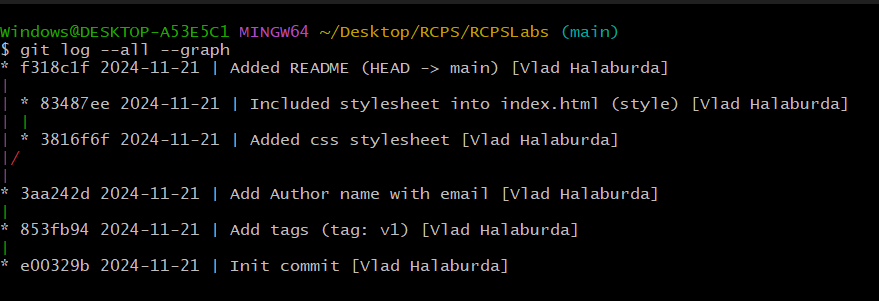 Windows@DESKTOP-A53E5C1 MINGW64 ~/Desktop/RCPS/RCPSLabs (main)
$ git log --all --graph
* f318c1f 2024-11-21 | Added README (HEAD -> main) [Vlad Halaburda]
|
| * 83487ee 2024-11-21 | Included stylesheet into index.html (style) [Vlad Halaburda]
| |
| * 3816f6f 2024-11-21 | Added css stylesheet [Vlad Halaburda]
|/
|
* 3aa242d 2024-11-21 | Add Author name with email [Vlad Halaburda]
|
* 853fb94 2024-11-21 | Add tags (tag: v1) [Vlad Halaburda]
|
* e00329b 2024-11-21 | Init commit [Vlad Halaburda]